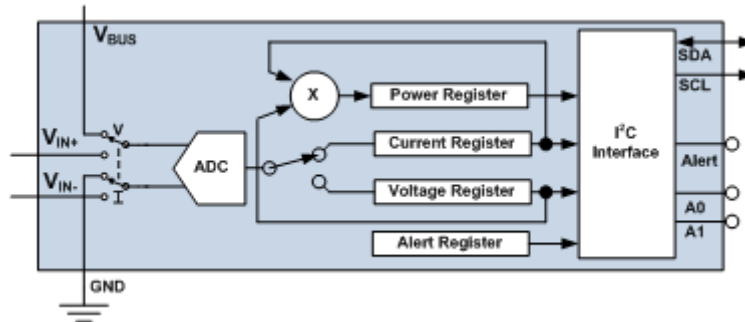 VBUS
SDA
SCL
X
Power Register
I²C
Interface
V
VIN+
Current Register
ADC
Alert
VIN-
Voltage Register
I
A0
A1
Alert Register
GND